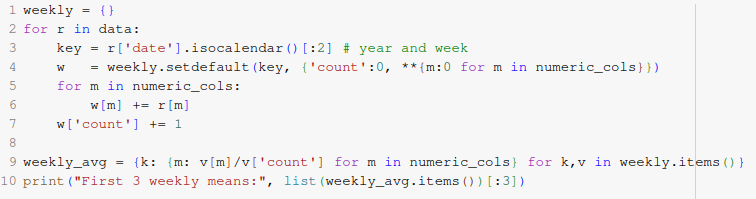 1 weekly = {}
2 for r in data:
3     key = r['date'].isocalendar()[:2] # year and week
4     w   = weekly.setdefault(key, {'count':0, **{m:0 for m in numeric_cols}})
5     for m in numeric_cols:
6         w[m] += r[m]
7     w['count'] += 1
8
9 weekly_avg = {k: {m: v[m]/v['count'] for m in numeric_cols} for k,v in weekly.items()}
10 print("First 3 weekly means:", list(weekly_avg.items())[:3])